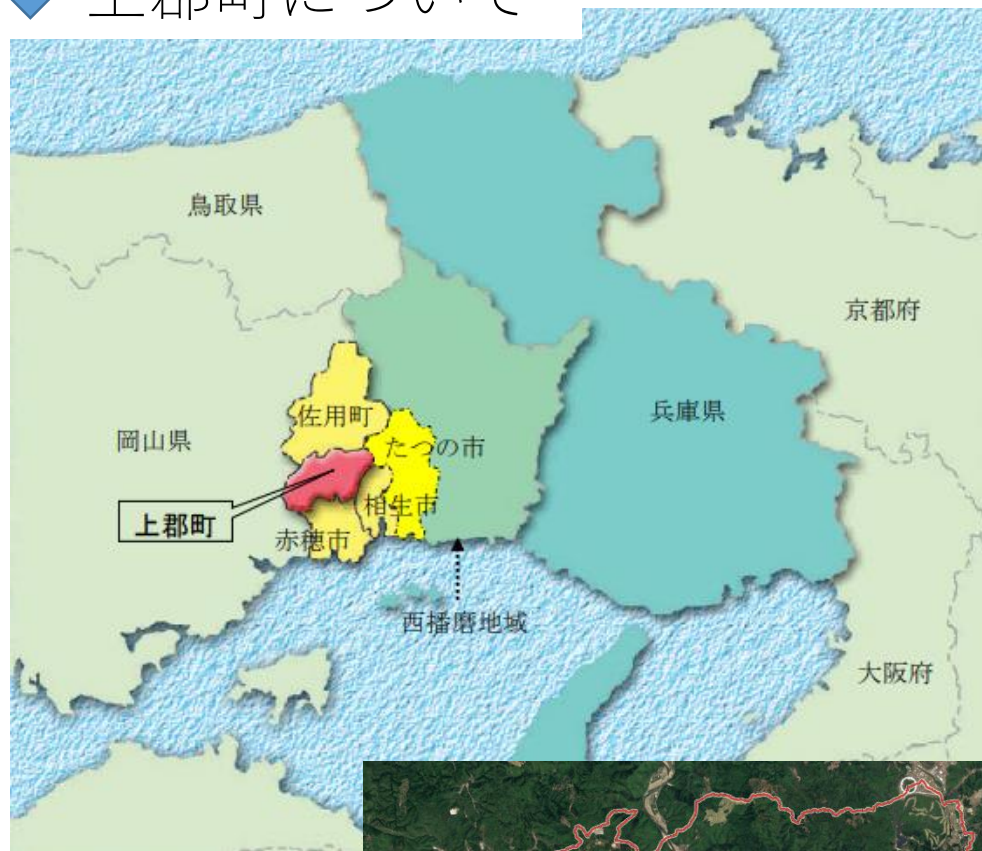 上郡町について
鳥取県
京都府
兵庫県
佐用町
岡山県
たつの市
相生市
上郡町
赤穂市
西播磨地域
大阪府